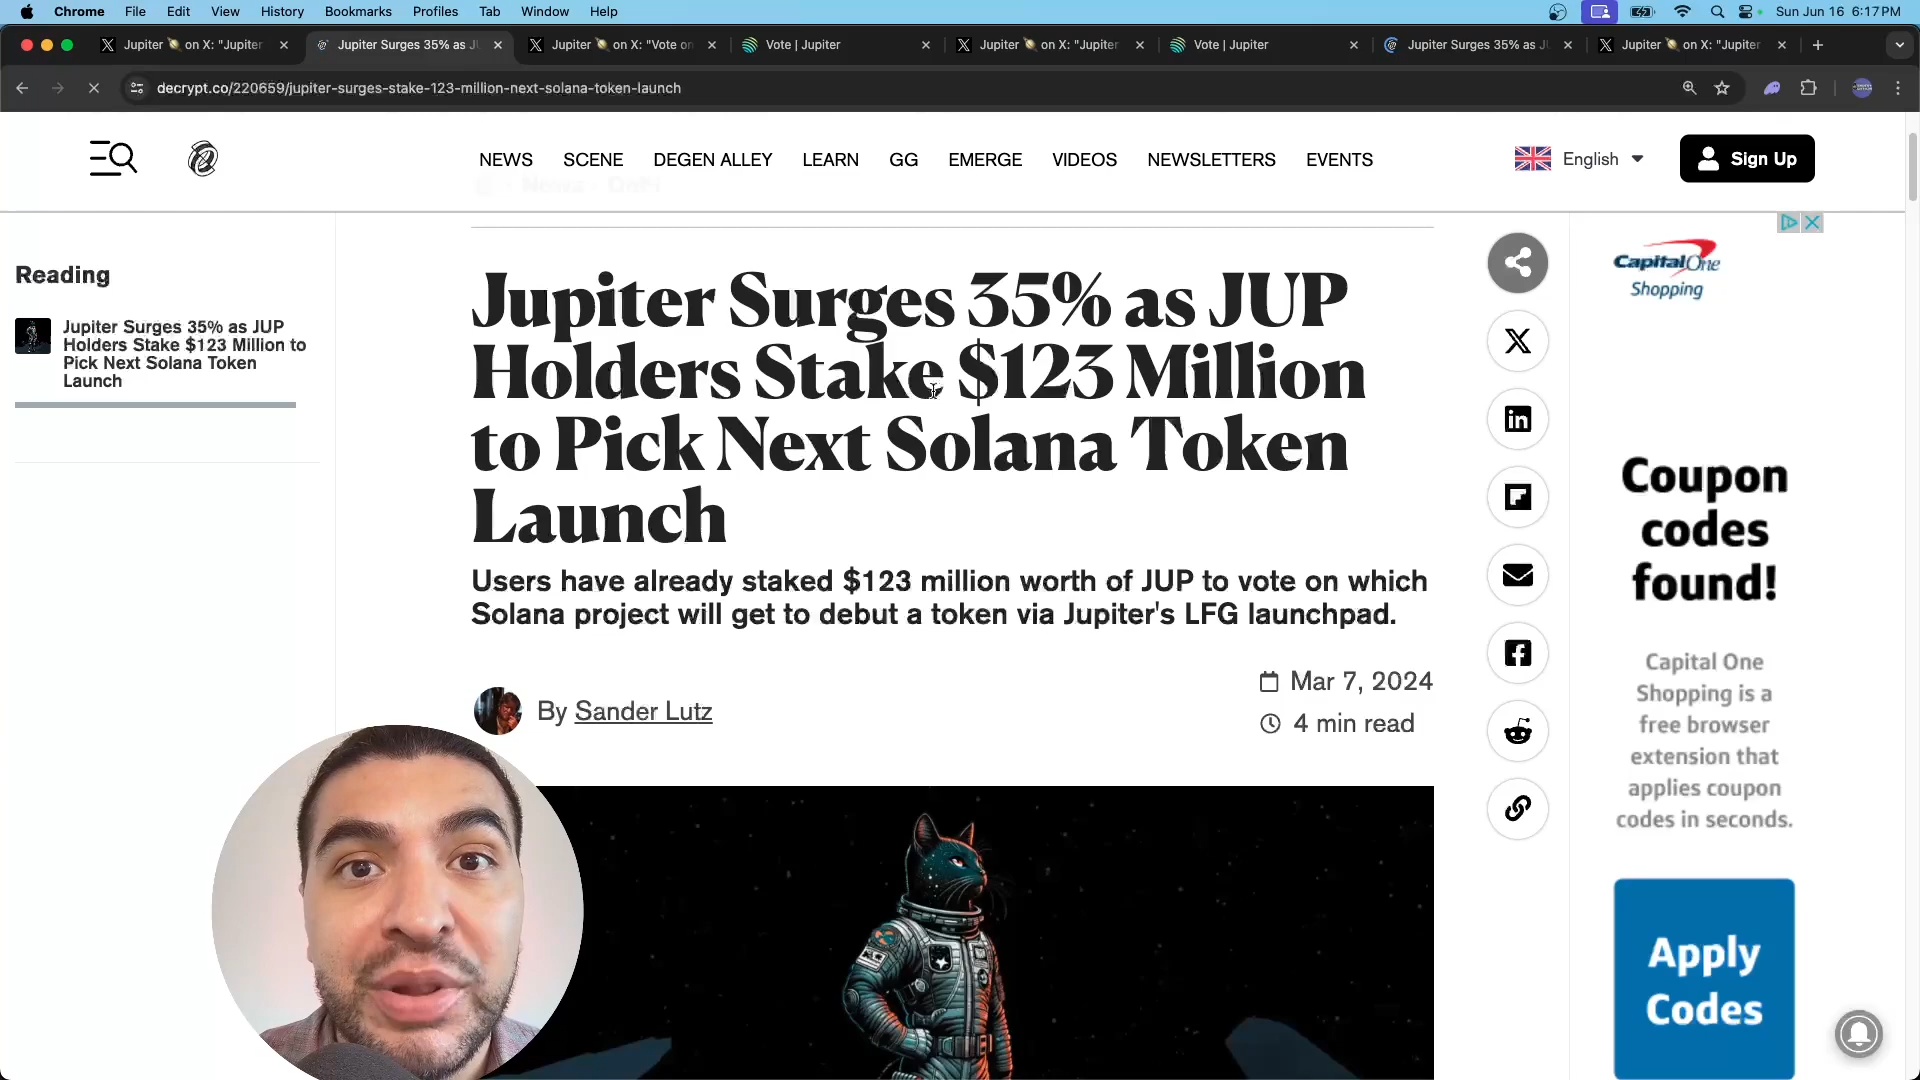 Chrome File Edit View History Bookmarks Profiles Tab Window Help Sun Jun 16 6:17 PM
Jupiter on X: "Jupiter Jupiter Surges 35% as JU Jupiter on X: "Vote on Vote | Jupiter Jupiter on X: "Jupiter Vote | Jupiter Jupiter Surges 35% as JU Jupiter on X: "Jupiter
decrypt.co/220659/jupiter-surges-stake-123-million-next-solana-token-launch
NEWS SCENE DEGEN ALLEY LEARN GG EMERGE VIDEOS NEWSLETTERS EVENTS English Sign Up
News DeFi
Reading
Jupiter Surges 35% as JUP
Holders Stake $123 Million to
Pick Next Solana Token
Launch
Jupiter Surges 35% as JUP
Holders Stake $123 Million
to Pick Next Solana Token
Launch
Users have already staked $123 million worth of JUP to vote on which
Solana project will get to debut a token via Jupiter's LFG launchpad.
By Sander Lutz
Mar 7, 2024
4 min read
Capital One
Shopping
Coupon
codes
found!
Capital One
Shopping is a
free browser
extension that
applies coupon
codes in seconds.
Apply
Codes